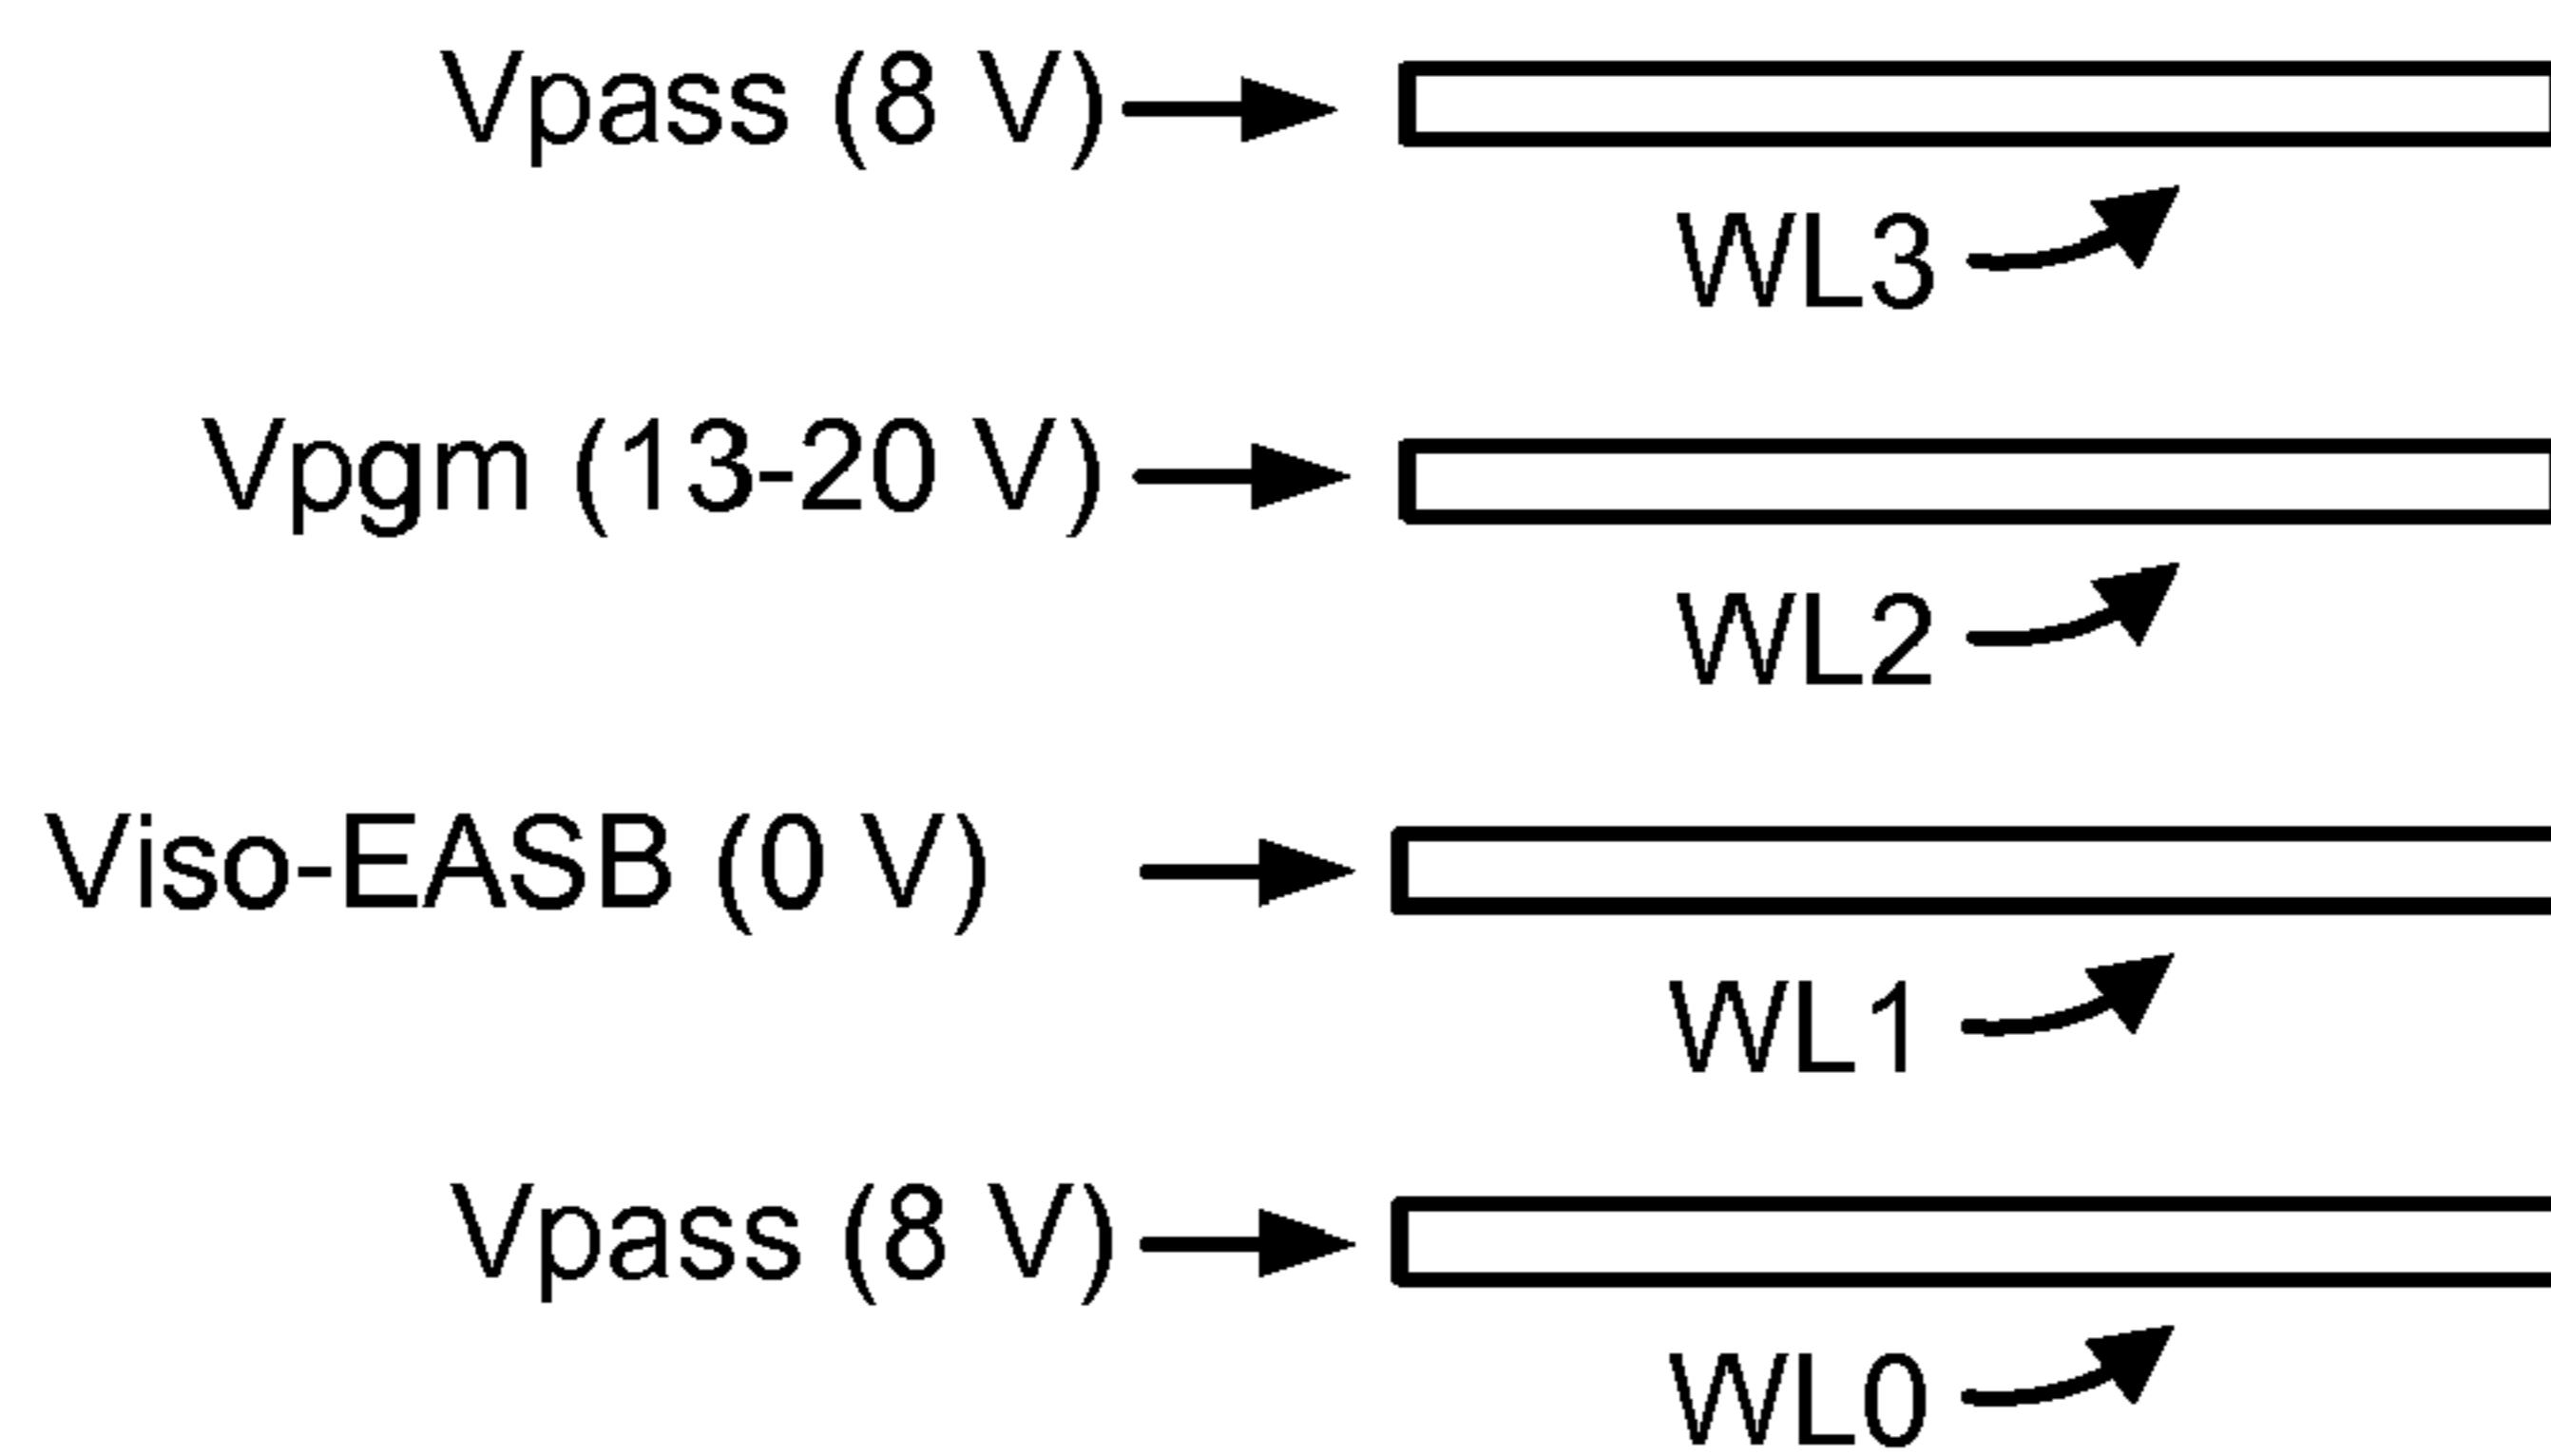 Vpass (8 V)
WL3
Vpgm (13-20 V)
WL2
Viso-EASB (0 V)
WL1
Vpass (8 V)
WL0